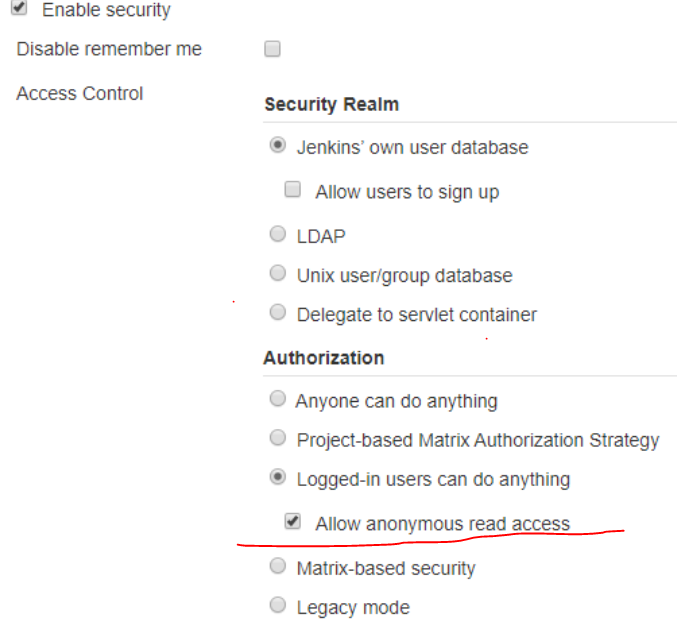 Enable security
Disable remember me
Access Control
Security Realm
Jenkins’ own user database
Allow users to sign up
LDAP
Unix user/group database
Delegate to servlet container
Authorization
Anyone can do anything
Project-based Matrix Authorization Strategy
Logged-in users can do anything
Allow anonymous read access
Matrix-based security
Legacy mode